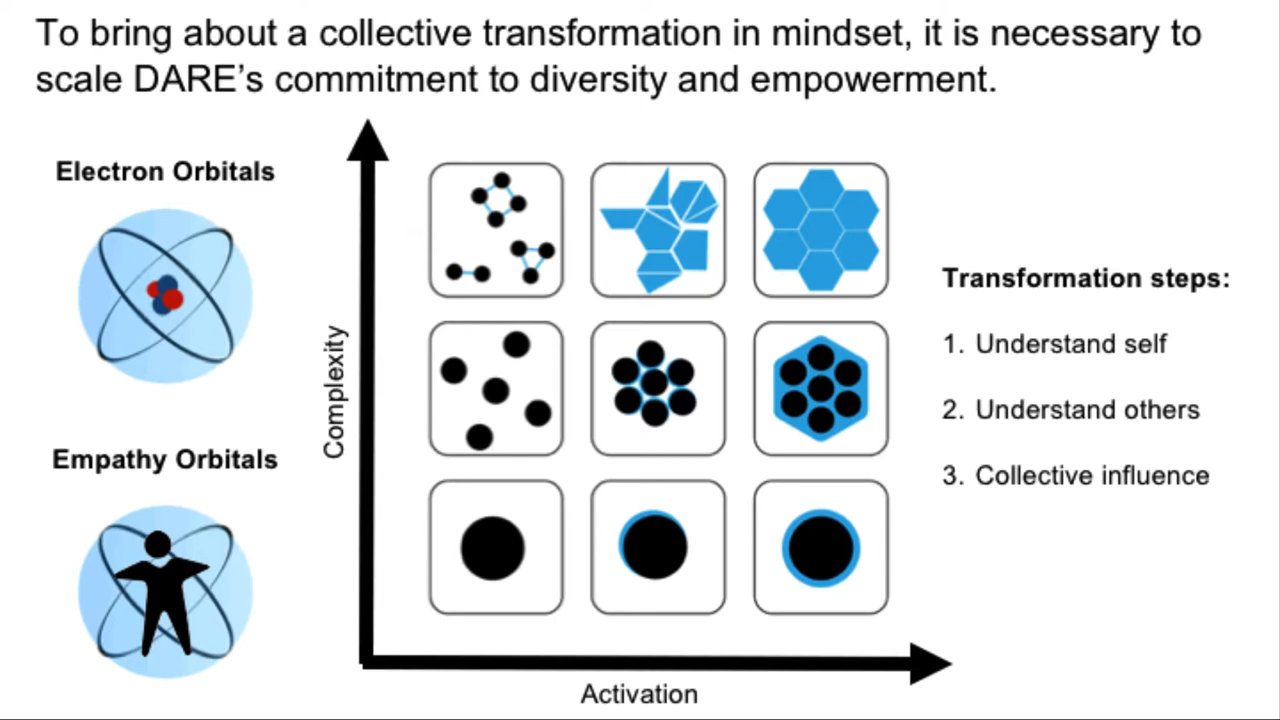 To bring about a collective transformation in mindset, it is necessary to
scale DARE's commitment to diversity and empowerment.
Electron Orbitals
Empathy Orbitals
Complexity
Activation
Transformation steps:
1. Understand self
2. Understand others
3. Collective influence